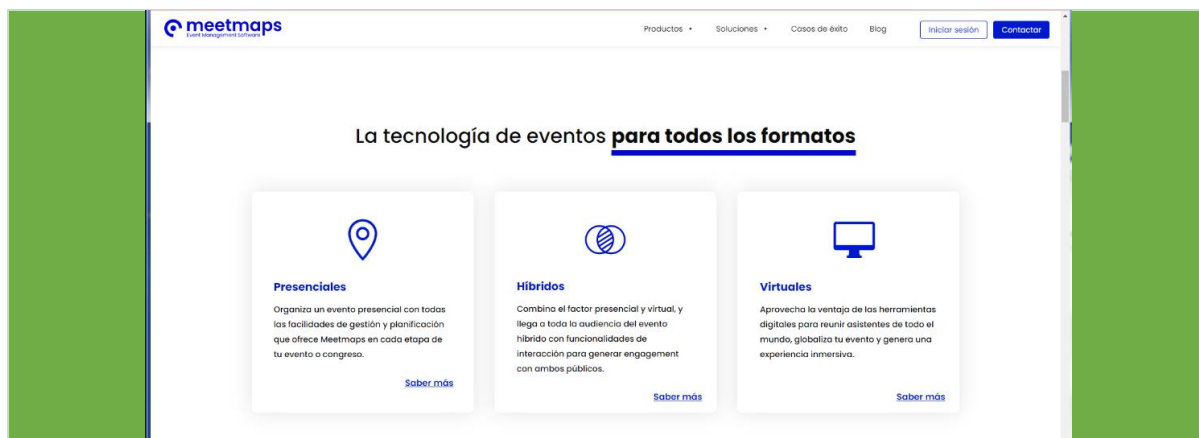 meetmaps
Event Management Software
Productos
Soluciones
Casos de éxito
Blog
Iniciar sesión
Contactar
La tecnología de eventos para todos los formatos
Presenciales
Organiza un evento presencial con todas
las facilidades de gestión y planificación
que ofrece Meetmaps en cada etapa de
tu evento o congreso.
Saber más
Híbridos
Combina el factor presencial y virtual, y
llega a toda la audiencia del evento
híbrido con funcionalidades de
interacción para generar engagement
con ambos públicos.
Saber más
Virtuales
Aprovecha la ventaja de las herramientas
digitales para reunir asistentes de todo el
mundo, globaliza tu evento y genera una
experiencia inmersiva.
Saber más